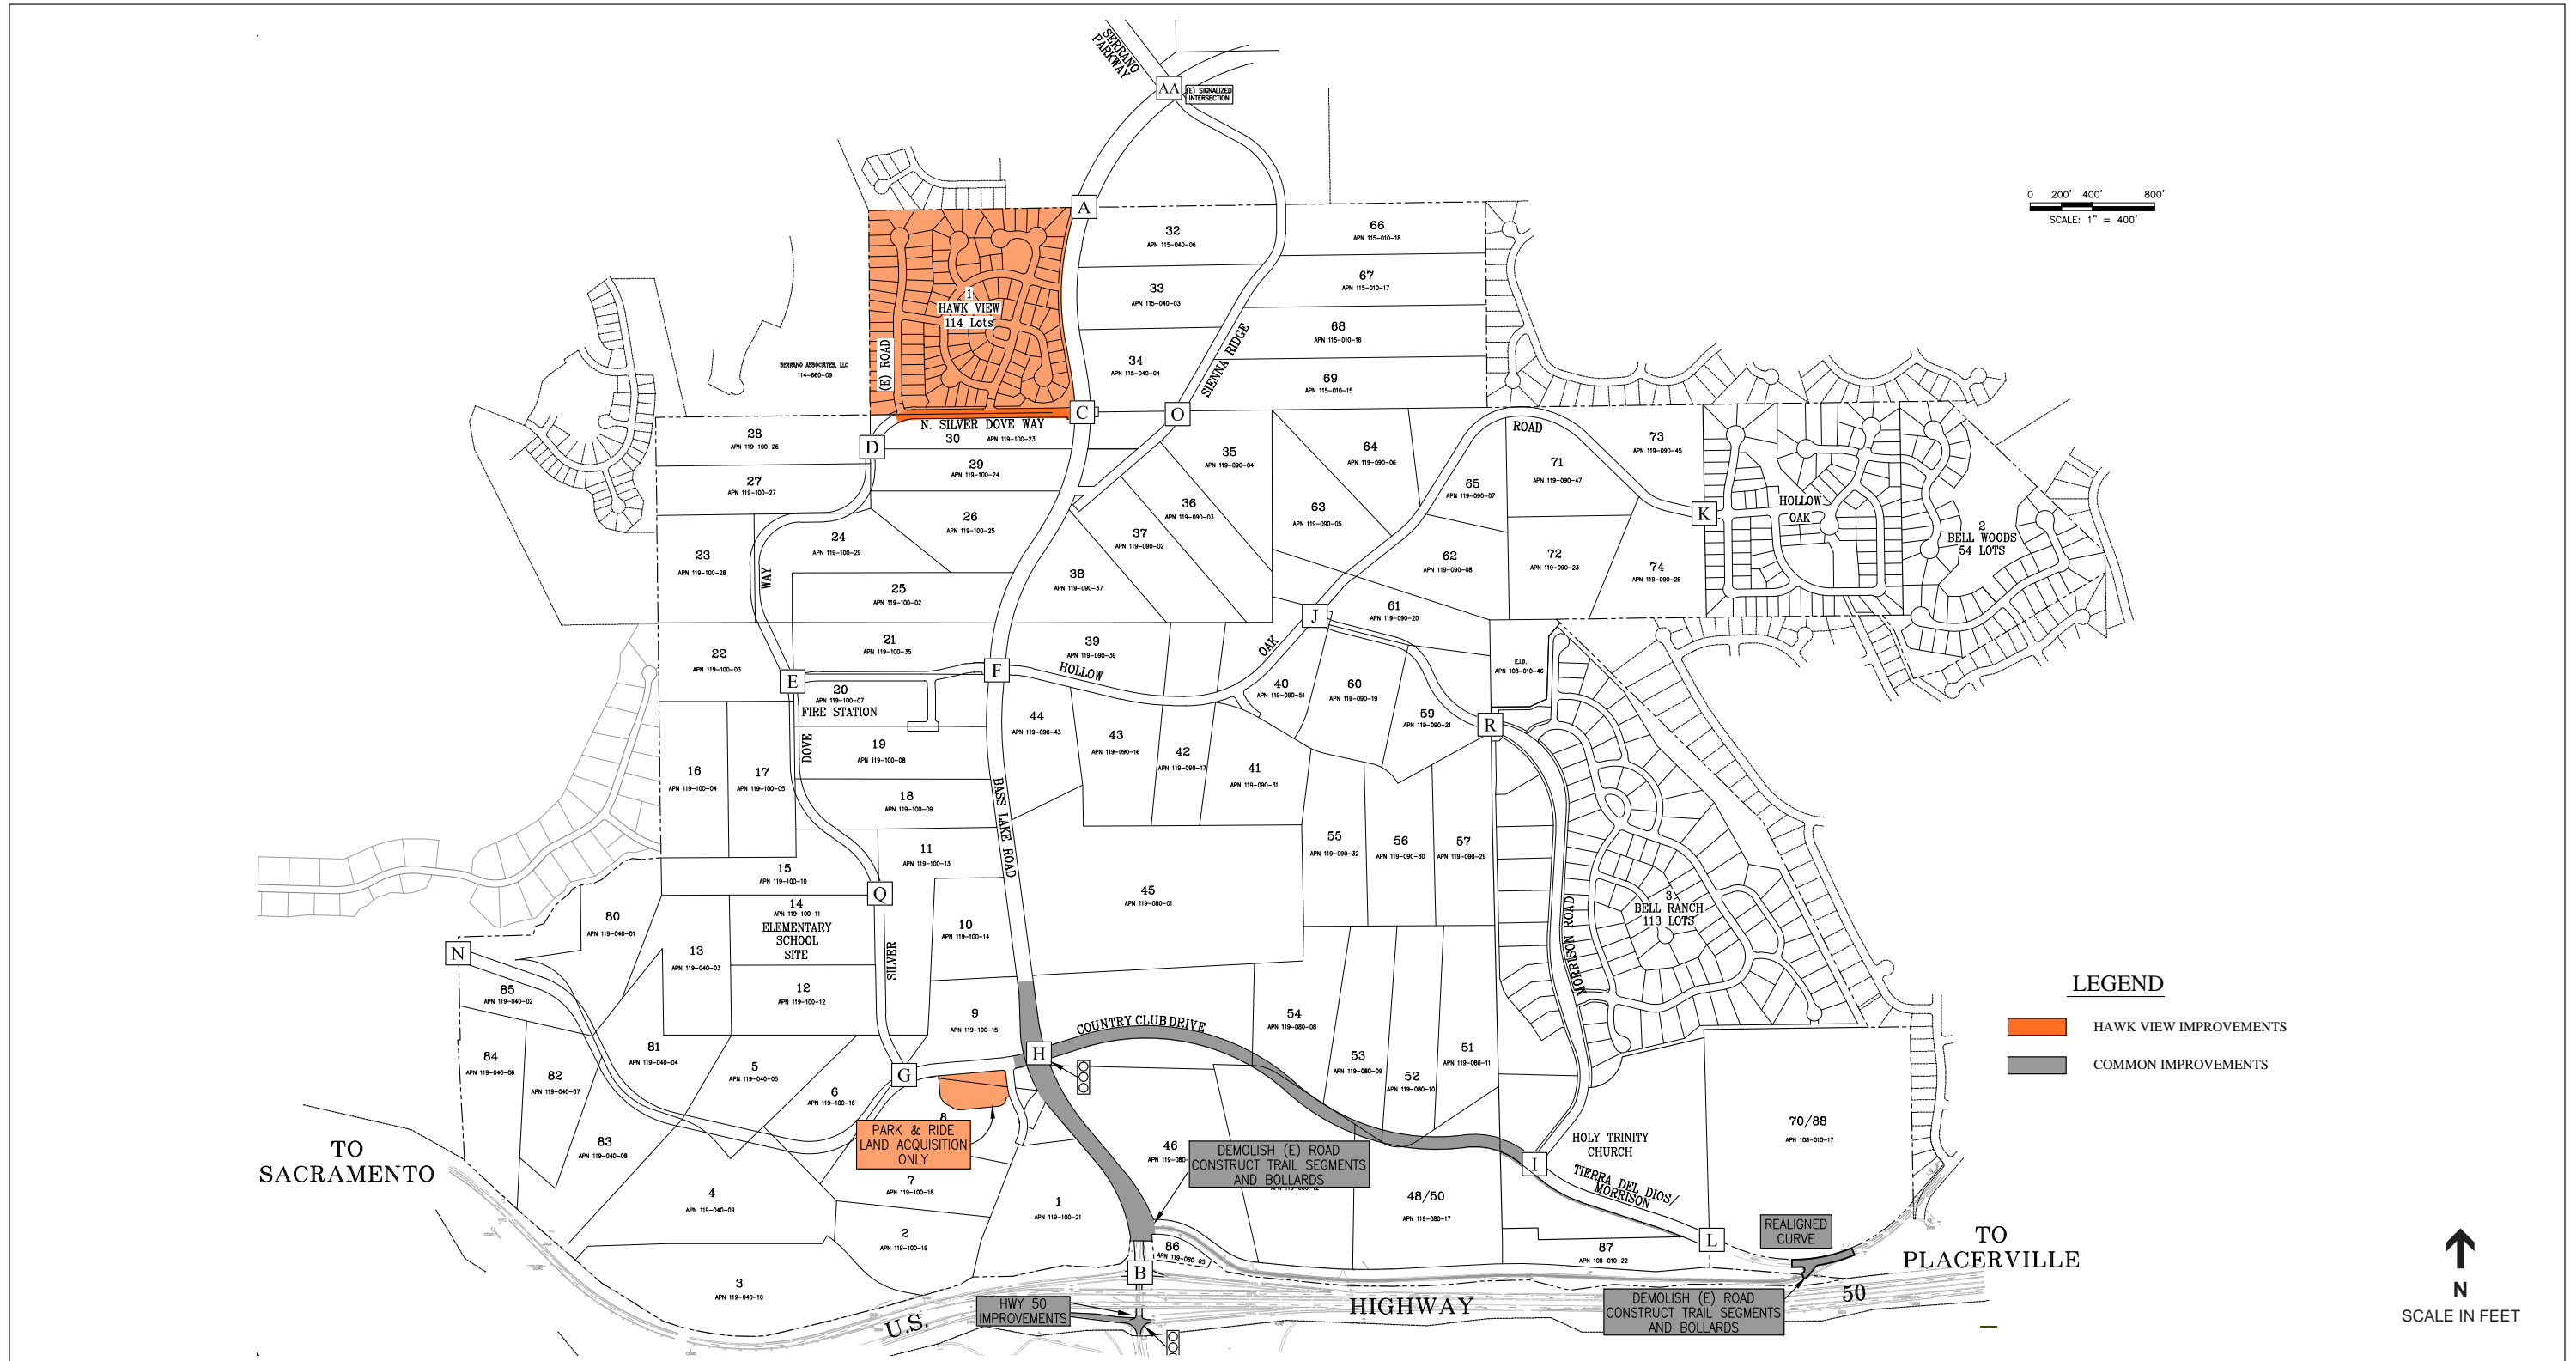 SERRANO
PARKWAY
AA
(E) SIGNALIZED
INTERSECTION
0 200' 400' 800'
SCALE: 1" = 400'
A
32
APN 115-040-06
66
APN 115-010-18
33
APN 115-040-03
67
APN 115-010-17
1
HAWK VIEW
114 Lots
(E) ROAD
SERRANO ASSOCIATES, LLC
114-660-09
34
APN 115-040-04
SIENNA RIDGE
68
APN 115-010-16
69
APN 115-010-15
C
O
N. SILVER DOVE WAY
D
28
APN 119-100-26
30
APN 119-100-23
29
APN 119-100-24
27
APN 119-100-27
35
APN 119-090-04
64
APN 119-090-06
ROAD
73
APN 119-090-45
71
APN 119-090-47
65
APN 119-090-07
36
APN 119-090-03
63
APN 119-090-05
K
HOLLOW
OAK
2
BELL WOODS
54 LOTS
26
APN 119-100-25
37
APN 119-090-02
24
APN 119-100-29
23
APN 119-100-28
WAY
62
APN 119-090-08
72
APN 119-090-23
74
APN 119-090-26
38
APN 119-090-37
25
APN 119-100-02
J
61
APN 119-090-20
21
APN 119-100-35
39
APN 119-090-39
22
APN 119-100-03
E
F
HOLLOW
OAK
E.I.D.
APN 108-010-46
20
APN 119-100-07
FIRE STATION
40
APN 119-090-51
60
APN 119-090-19
59
APN 119-090-21
R
44
APN 119-090-43
43
APN 119-090-16
42
APN 119-090-17
41
APN 119-090-31
DOVE
19
APN 119-100-08
16
APN 119-100-04
17
APN 119-100-05
18
APN 119-100-09
BASS LAKE ROAD
55
APN 119-090-32
56
APN 119-090-30
57
APN 119-090-29
11
APN 119-100-13
15
APN 119-100-10
Q
45
APN 119-080-01
3
BELL RANCH
113 LOTS
MORRISON ROAD
14
APN 119-100-11
ELEMENTARY
SCHOOL
SITE
80
APN 119-040-01
10
APN 119-100-14
N
13
APN 119-040-03
SILVER
12
APN 119-100-12
85
APN 119-040-02
9
APN 119-100-15
COUNTRY CLUB DRIVE
54
APN 119-080-08
LEGEND
HAWK VIEW IMPROVEMENTS
COMMON IMPROVEMENTS
84
APN 119-040-06
82
APN 119-040-07
81
APN 119-040-04
5
APN 119-040-05
6
APN 119-100-16
G
H
53
APN 119-080-09
52
APN 119-080-10
51
APN 119-080-11
8
PARK & RIDE
LAND ACQUISITION
ONLY
70/88
APN 108-010-17
83
APN 119-040-08
46
APN 119-080-
DEMOLISH (E) ROAD
CONSTRUCT TRAIL SEGMENTS
AND BOLLARDS
HOLY TRINITY
CHURCH
I
TIERRA DEL DIOS/
MORRISON
TO
SACRAMENTO
4
APN 119-040-09
7
APN 119-100-18
1
APN 119-100-21
48/50
APN 119-080-17
2
APN 119-100-19
86
APN 119-080-05
87
APN 108-010-22
L
REALIGNED
CURVE
TO
PLACERVILLE
B
3
APN 119-040-10
HWY 50
IMPROVEMENTS
U.S.
HIGHWAY
50
DEMOLISH (E) ROAD
CONSTRUCT TRAIL SEGMENTS
AND BOLLARDS
N
SCALE IN FEET